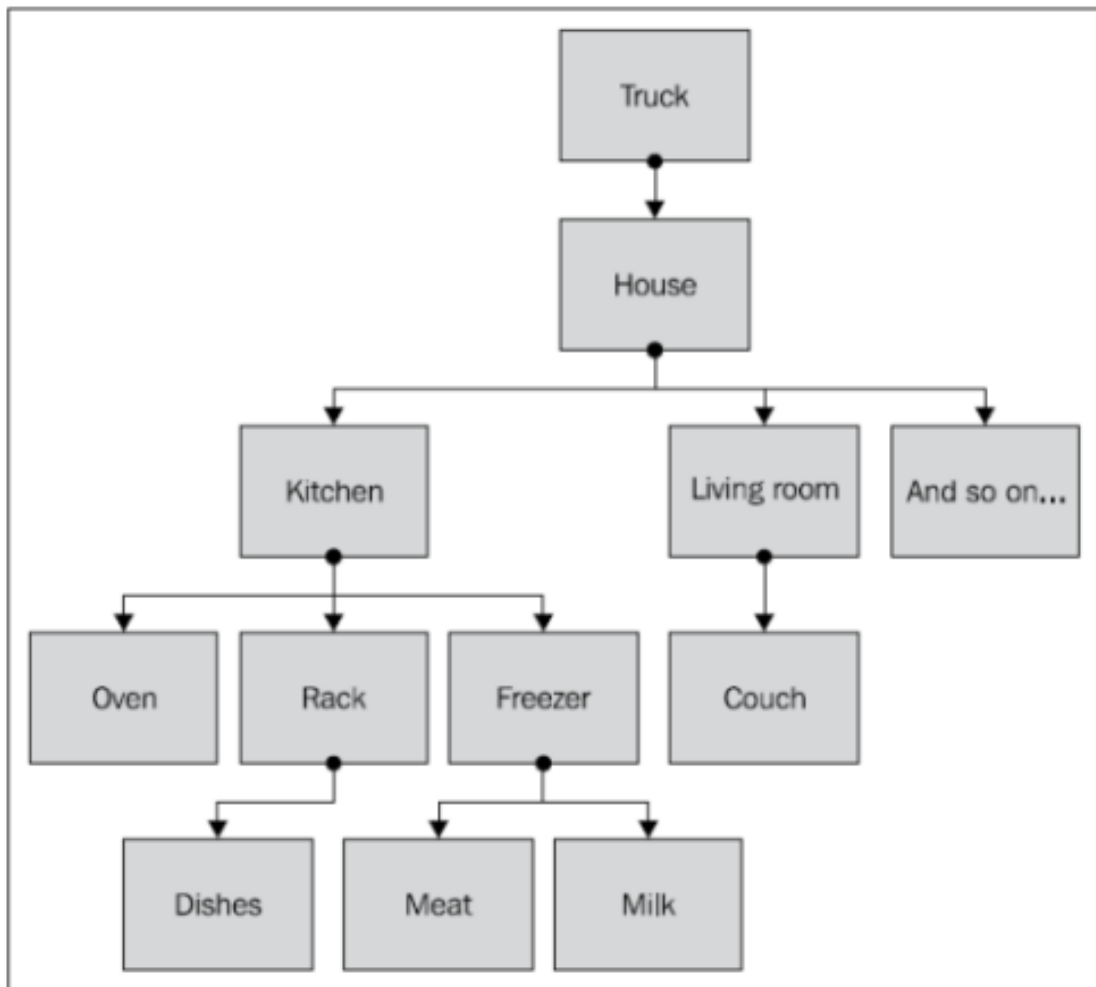 Truck
House
Kitchen
Living room
And so on...
Oven
Rack
Freezer
Couch
Dishes
Meat
Milk